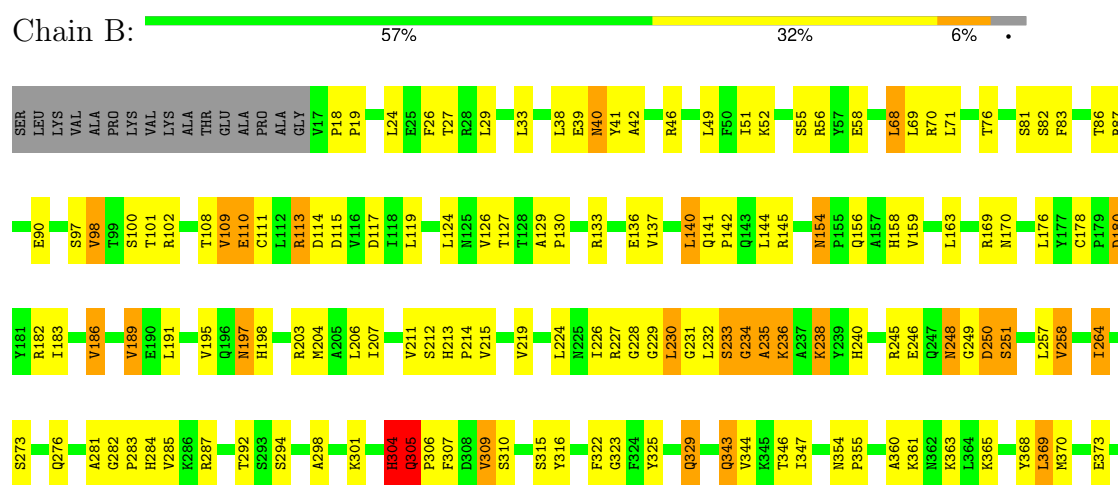 Chain B:
57% 32% 6% •
SER LEU LYS VAL ALA PRO LYS VAL LYS ALA THR GLU ALA PRO ALA GLY V17 P18 P19 L24 E25 F26 T27 R28 L29 L33 L38 E39 N40 Y41 A42 R46 L49 F50 I51 K52 S55 R56 Y57 E58 L68 L69 R70 L71 T76 S81 S82 F83 T86
E90 S97 V98 T99 S100 T101 R102 T108 V109 E110 C111 L112 R113 D114 D115 V116 D117 I118 L119 L124 N125 V126 T127 T128 A129 P130 R133 E136 V137 L140 Q141 P142 Q143 L144 R145 N154 P155 Q156 A157 H158 V159 L163 R169 N170 L176 Y177 C178 P179
Y181 R182 I183 V186 V189 E190 L191 V195 Q196 N197 H198 R203 M204 A205 L206 I207 V211 S212 H213 P214 V215 V219 L224 N225 I226 R227 G228 G229 L230 G231 L232 S233 G234 A235 K236 A237 K238 Y239 H240 R245 E246 Q247 N248 G249 D250 S251 L257 V258 I264
S273 Q276 A281 G282 P283 H284 V285 K286 R287 T292 S293 S294 A298 K301 H304 Q305 P306 F307 D308 V309 S310 S315 Y316 F322 G323 F324 Y325 Q329 Q343 V344 K345 T346 I347 N354 P355 A360 K361 N362 K363 L364 K365 Y368 L369 M370 E373